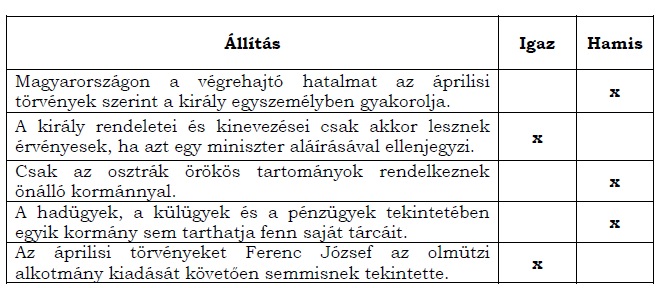 Állítás Igaz Hamis
Magyarországon a végrehajtó hatalmat az áprilisi
törvények szerint a király egyszemélyben gyakorolja. x
A király rendeletei és kinevezései csak akkor lesznek
érvényesek, ha azt egy miniszter aláírásával ellenjegyzi. x
Csak az osztrák örökös tartományok rendelkeznek
önálló kormánnyal. x
A hadügyek, a külügyek és a pénzügyek tekintetében
egyik kormány sem tarthatja fenn saját tárcáit. x
Az áprilisi törvényeket Ferenc József az olmützi
alkotmány kiadását követően semmisnek tekintette. x